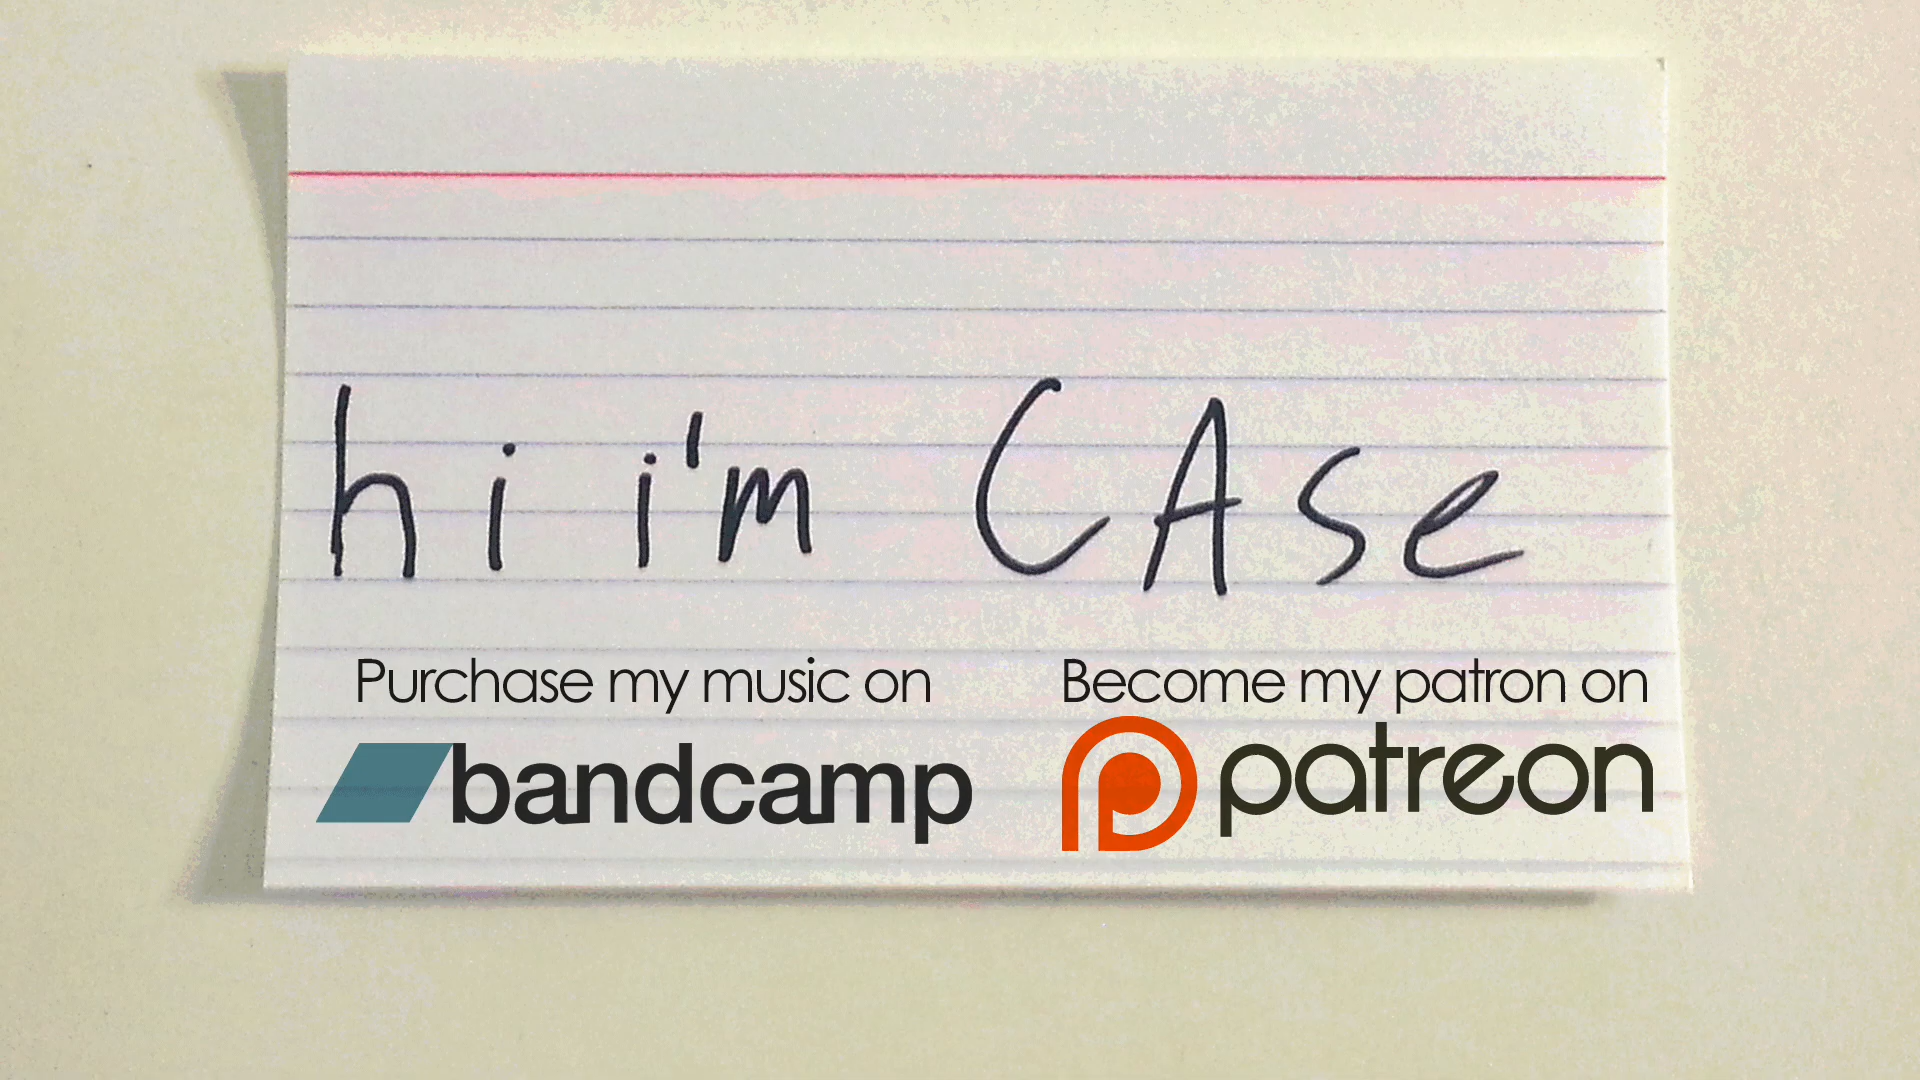 hi i'm CAse
Purchase my music on
bandcamp
Become my patron on
patreon